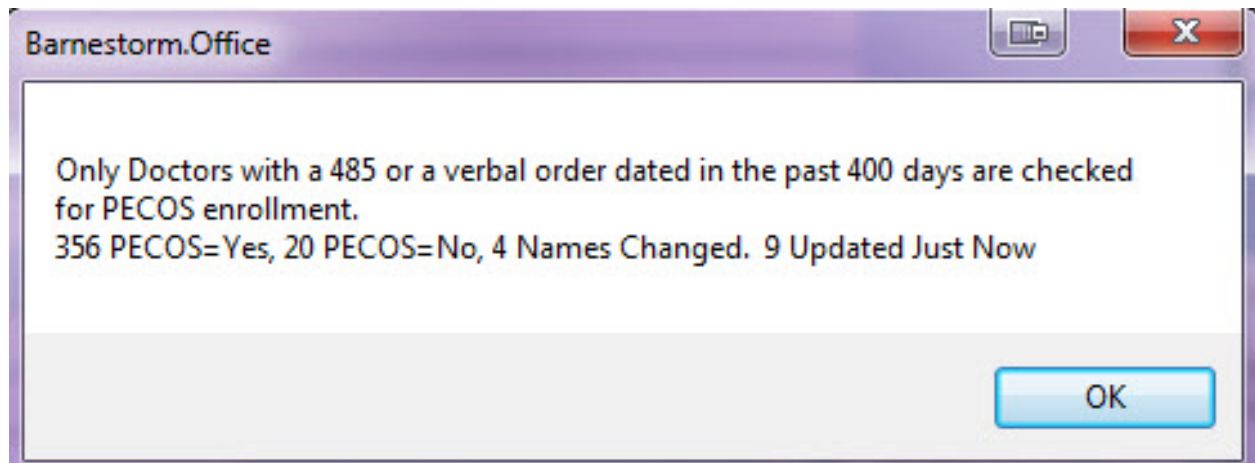 Barnestorm.Office
Only Doctors with a 485 or a verbal order dated in the past 400 days are checked
for PECOS enrollment.
356 PECOS=Yes, 20 PECOS=No, 4 Names Changed.  9 Updated Just Now
OK